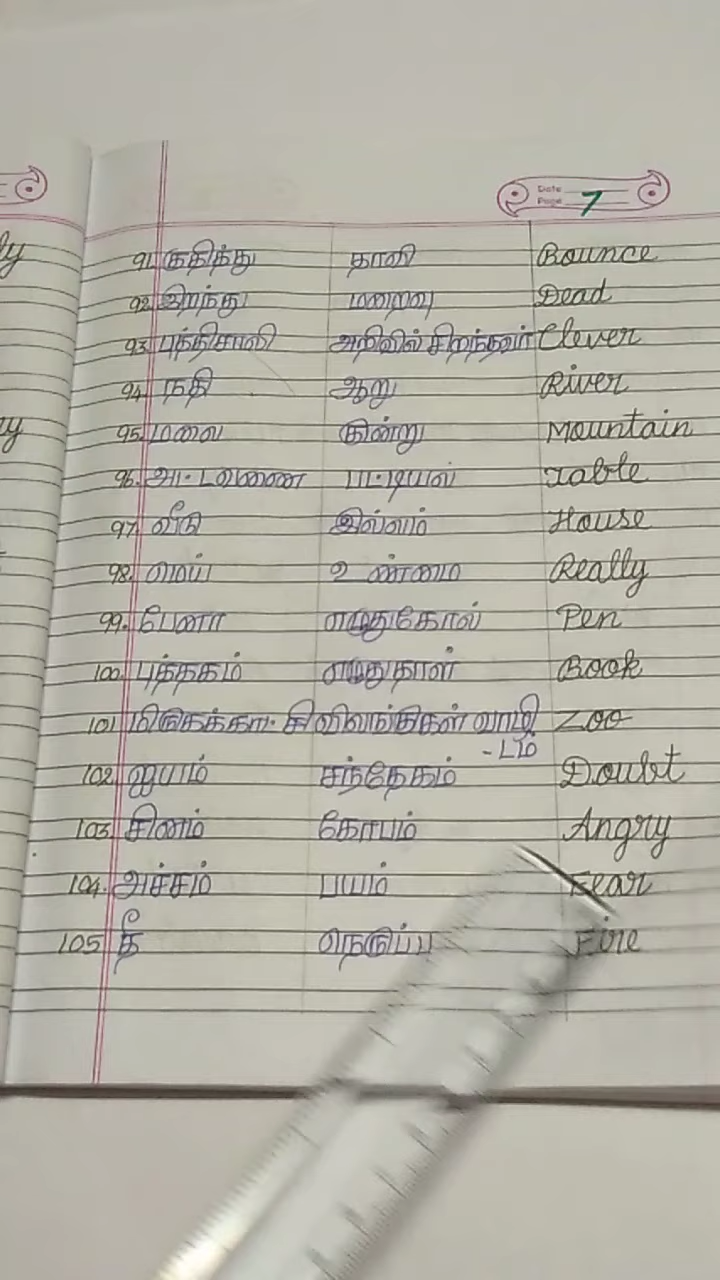 Date
Page 7
91. குதித்து தாவி Bounce
92. இறந்து மறைவு Dead
93. புத்திசாலி அறிவில் சிறந்தவர் Clever
94. நதி ஆறு River
95. மலை குன்று Mountain
96. அட்டவணை பட்டியல் Table
97. வீடு இல்லம் House
98. மெய் உண்மை Really
99. பேனா எழுதுகோல் Pen
100. புத்தகம் எழுதுதாள் Book
101. மிருகக்காட்சி விலங்குகள் வாழி Zoo
-டம்
102. ஐயம் சந்தேகம் Doubt
103. சினம் கோபம் Angry
104. அச்சம் பயம் Fear
105. தீ நெருப்பு Fire